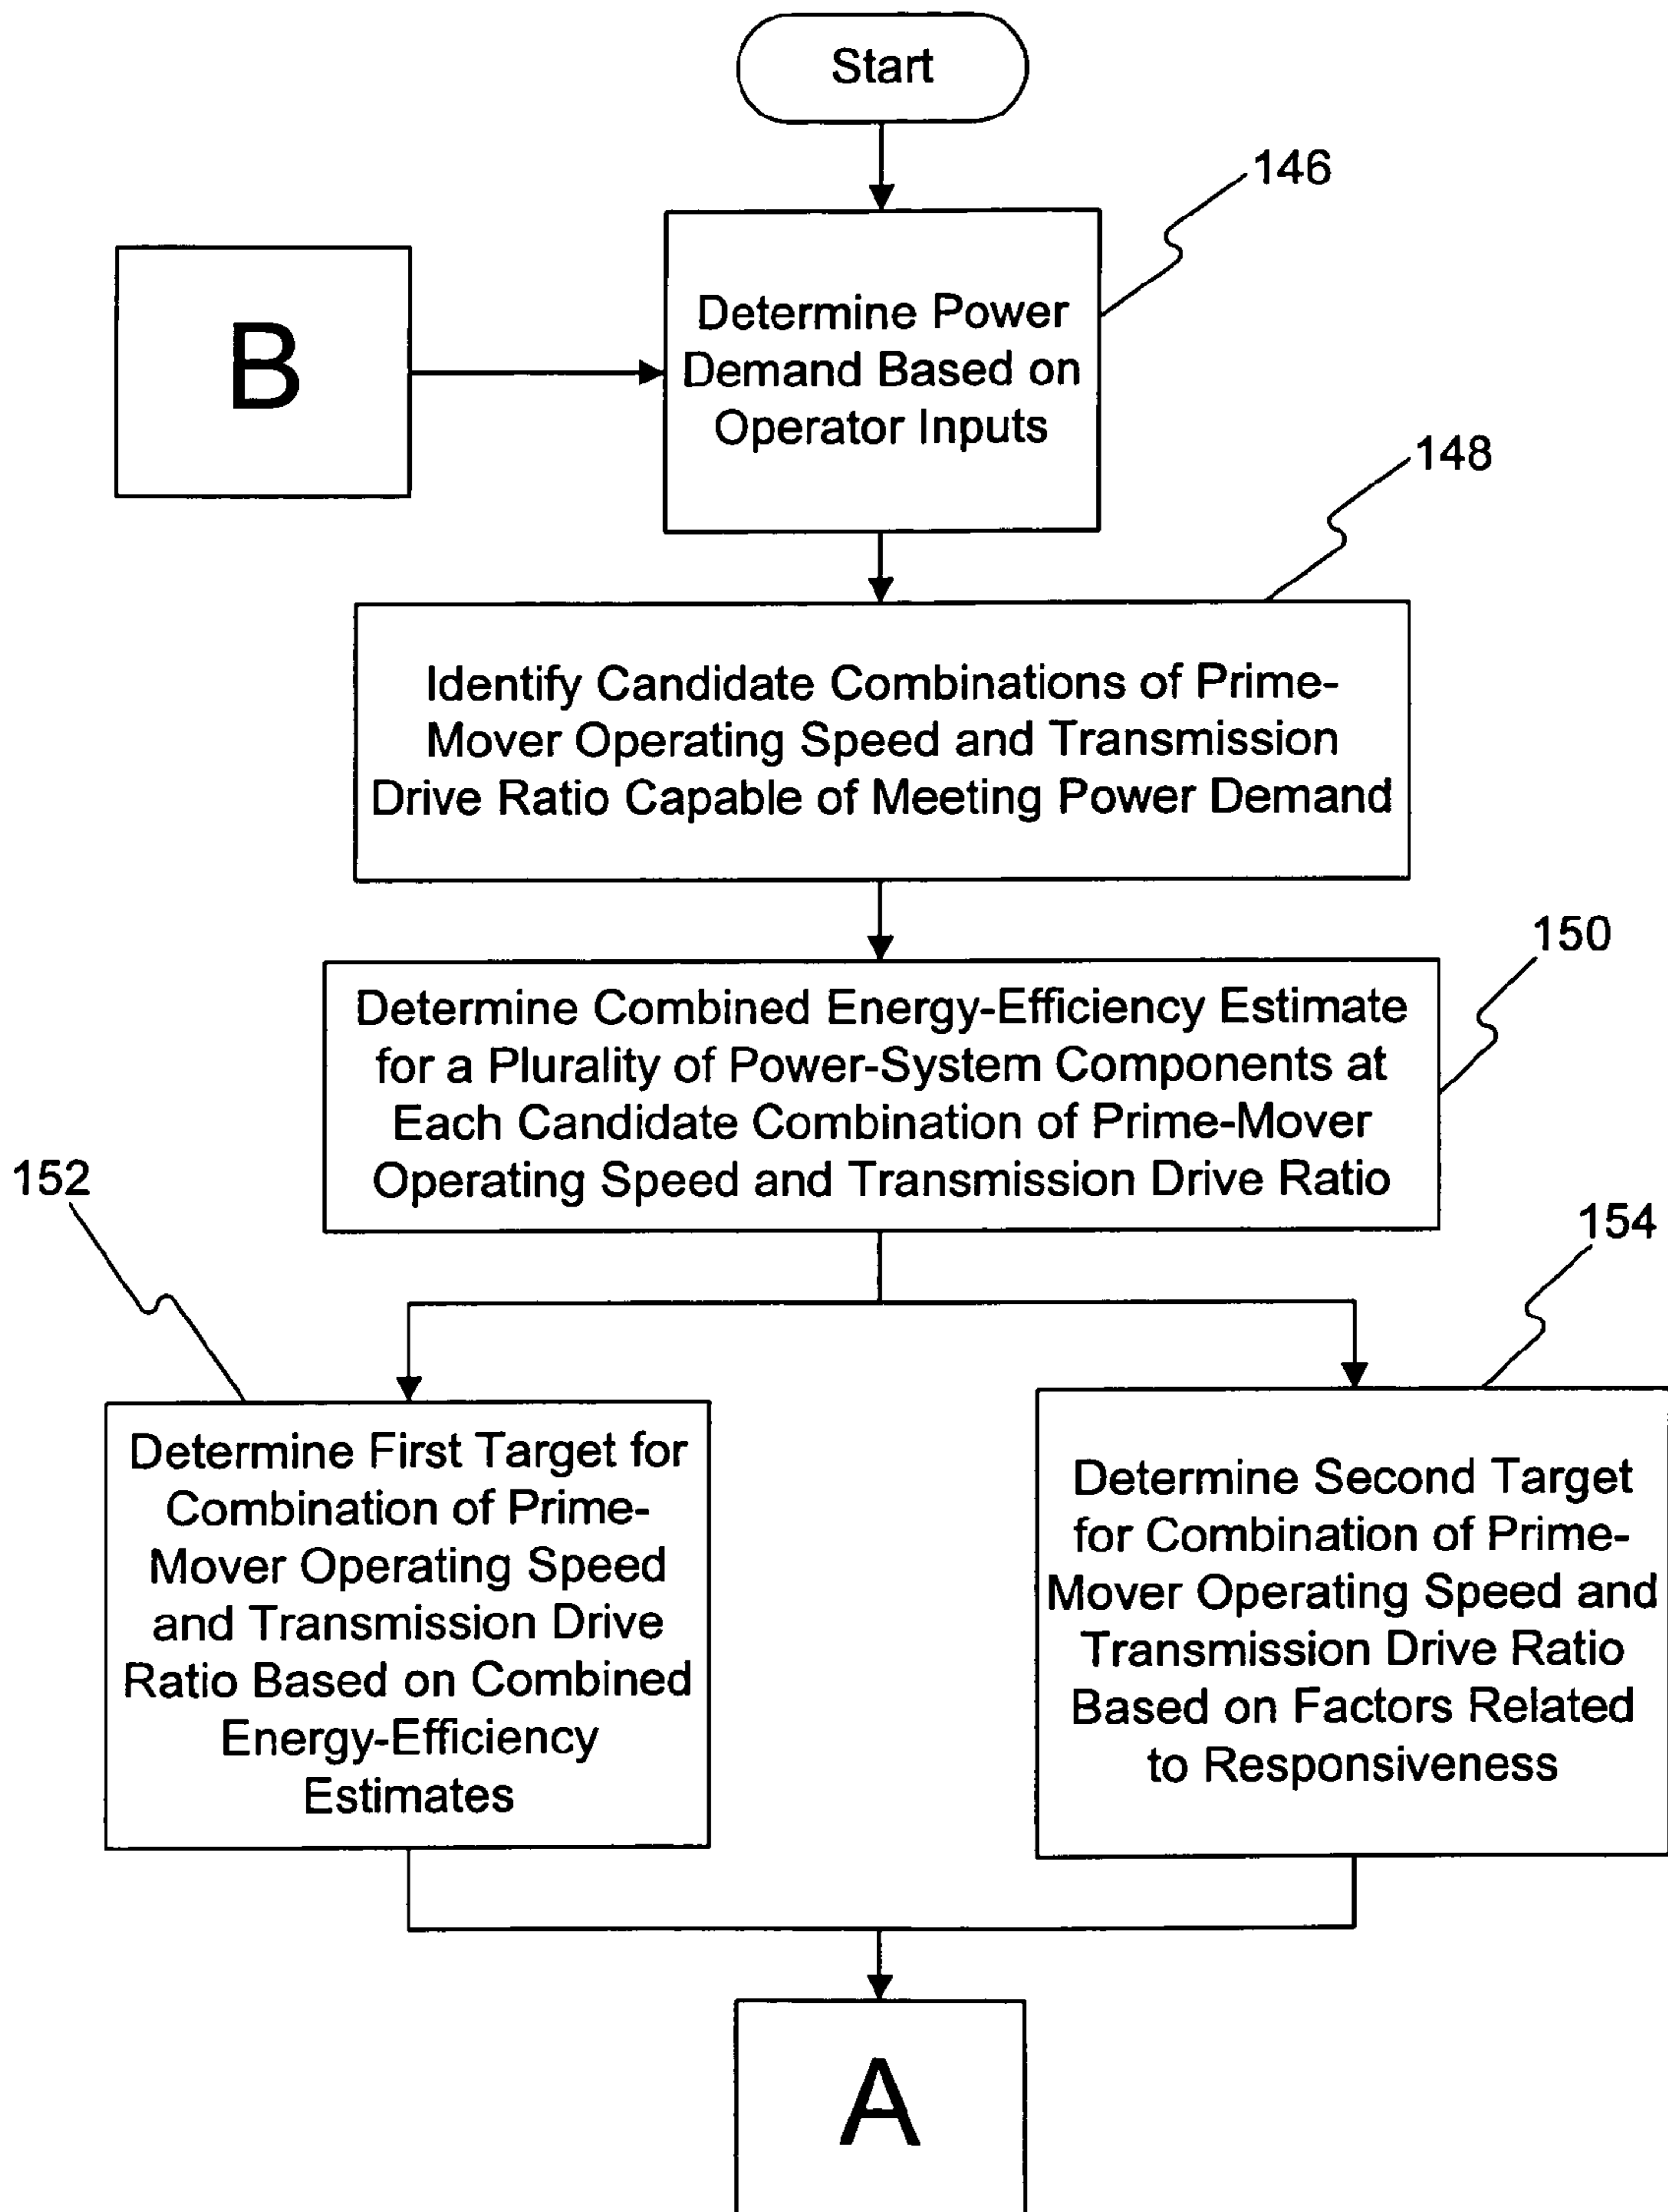 Start
146
B
Determine Power
Demand Based on
Operator Inputs
148
Identify Candidate Combinations of Prime-
Mover Operating Speed and Transmission
Drive Ratio Capable of Meeting Power Demand
150
Determine Combined Energy-Efficiency Estimate
for a Plurality of Power-System Components at
Each Candidate Combination of Prime-Mover
Operating Speed and Transmission Drive Ratio
152
154
Determine First Target for
Combination of Prime-
Mover Operating Speed
and Transmission Drive
Ratio Based on Combined
Energy-Efficiency
Estimates
Determine Second Target
for Combination of Prime-
Mover Operating Speed and
Transmission Drive Ratio
Based on Factors Related
to Responsiveness
A